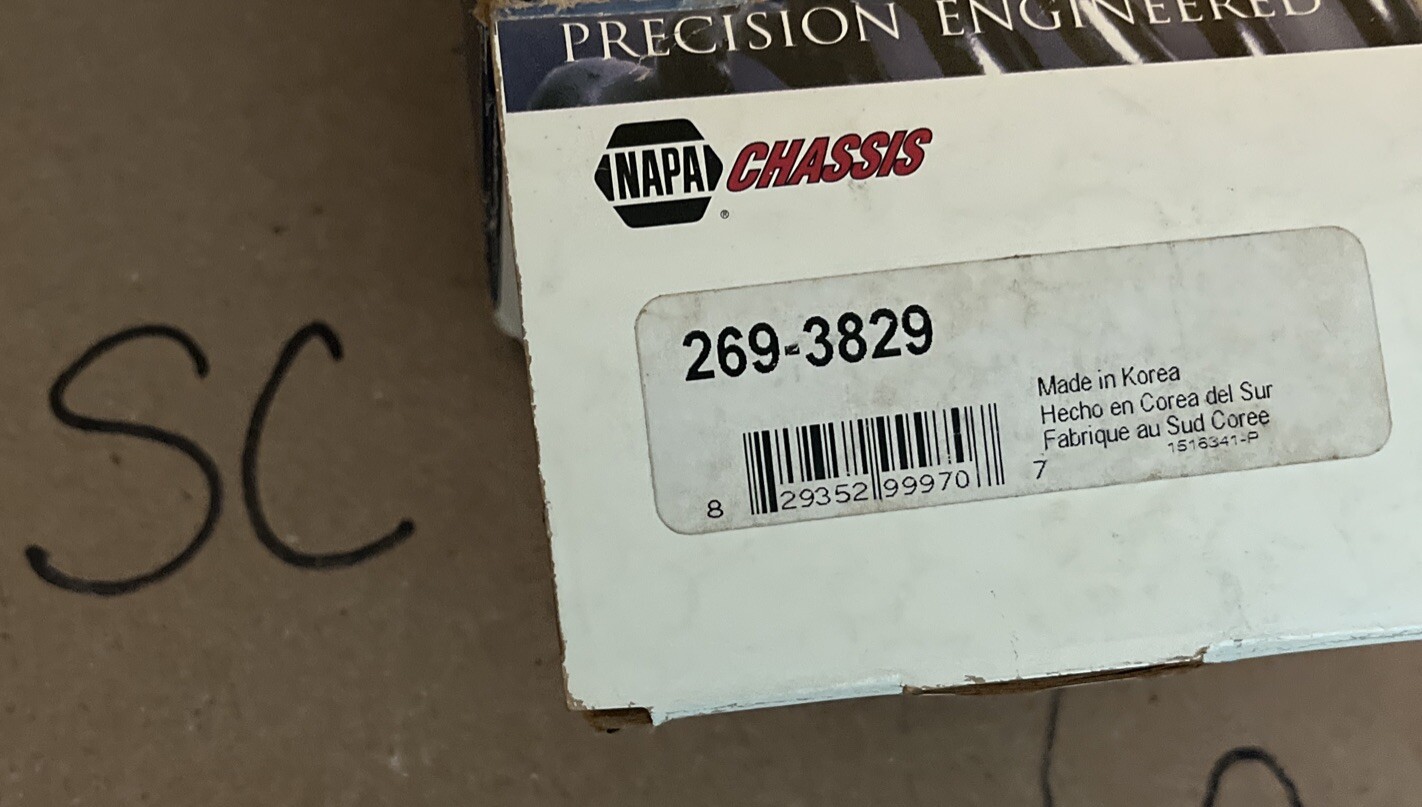 PRECISION ENGINEERED
NAPA CHASSIS
®
269-3829
Made in Korea
Hecho en Corea del Sur
Fabrique au Sud Coree
1516341-P
8 29352 99970 7
SC